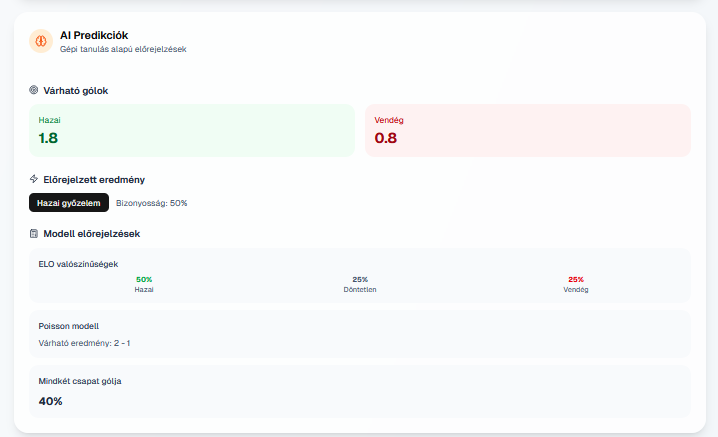 AI Predikciók
Gépi tanulás alapú előrejelzések
Várható gólok
Hazai
1.8
Vendég
0.8
Előrejelzett eredmény
Hazai győzelem Bizonyosság: 50%
Modell előrejelzések
ELO valószínűségek
50% 25% 25%
Hazai Döntetlen Vendég
Poisson modell
Várható eredmény: 2 - 1
Mindkét csapat gólja
40%